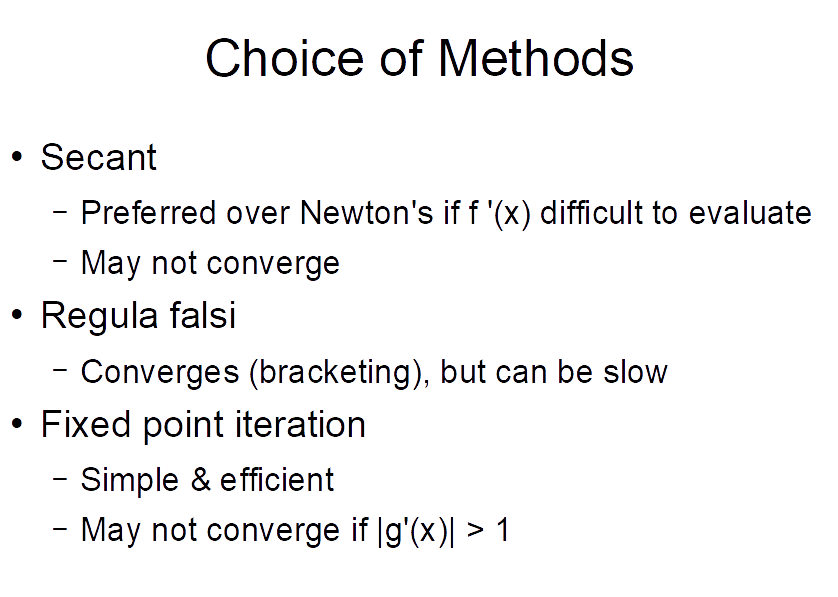 Choice of Methods
• Secant
– Preferred over Newton's if f '(x) difficult to evaluate
– May not converge
• Regula falsi
– Converges (bracketing), but can be slow
• Fixed point iteration
– Simple & efficient
– May not converge if |g'(x)| > 1